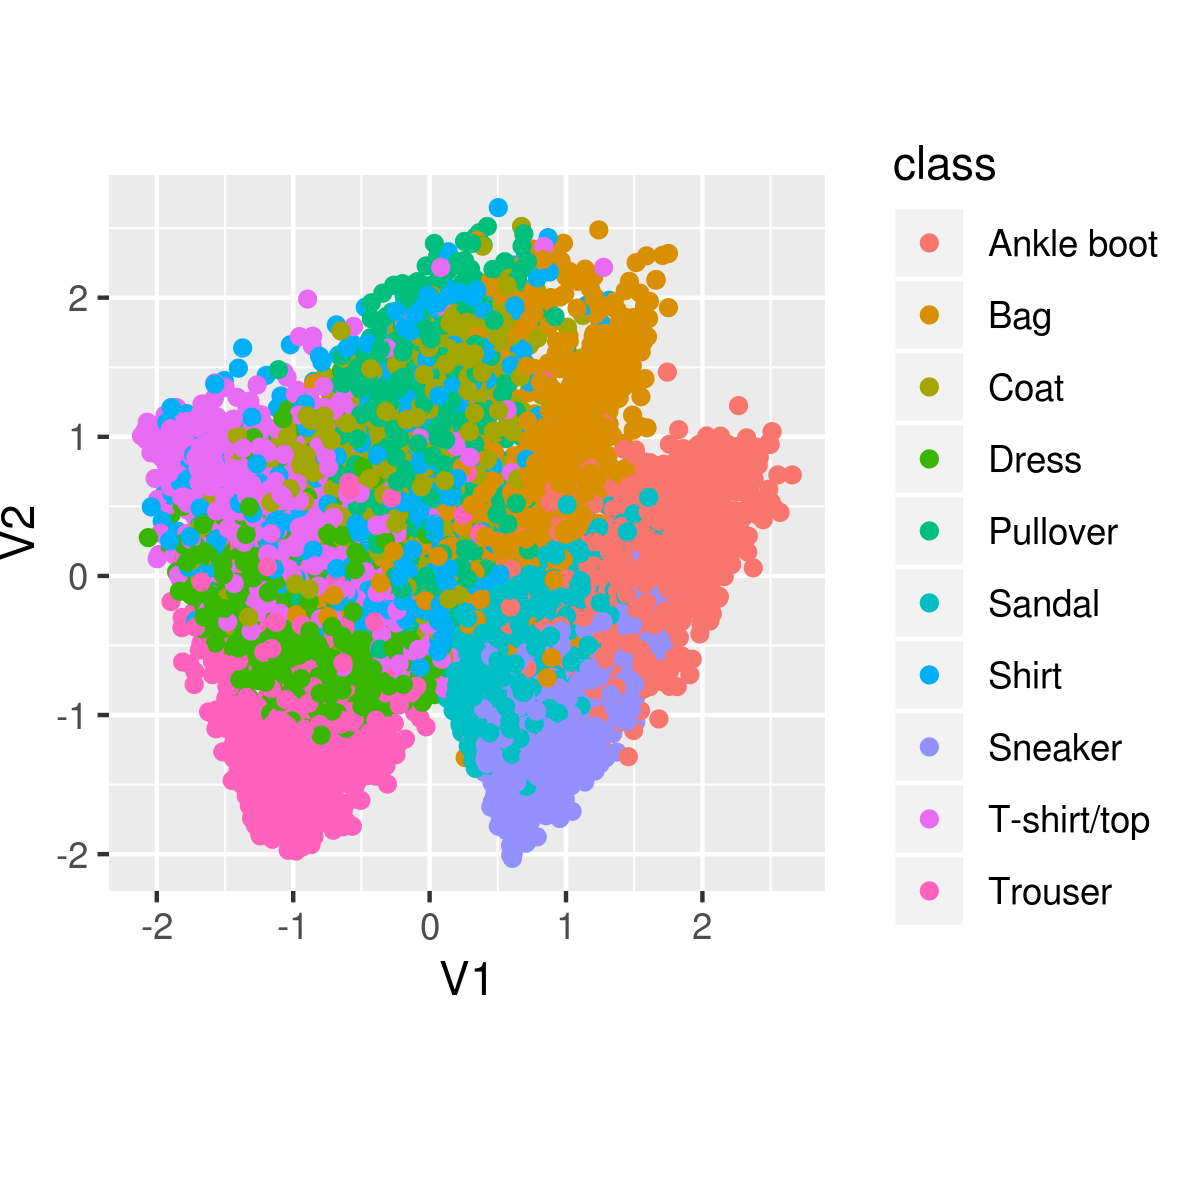 class
Ankle boot
Bag
Coat
Dress
Pullover
Sandal
Shirt
Sneaker
T-shirt/top
Trouser
V2
2
1
0
-1
-2
-2 -1 0 1 2
V1